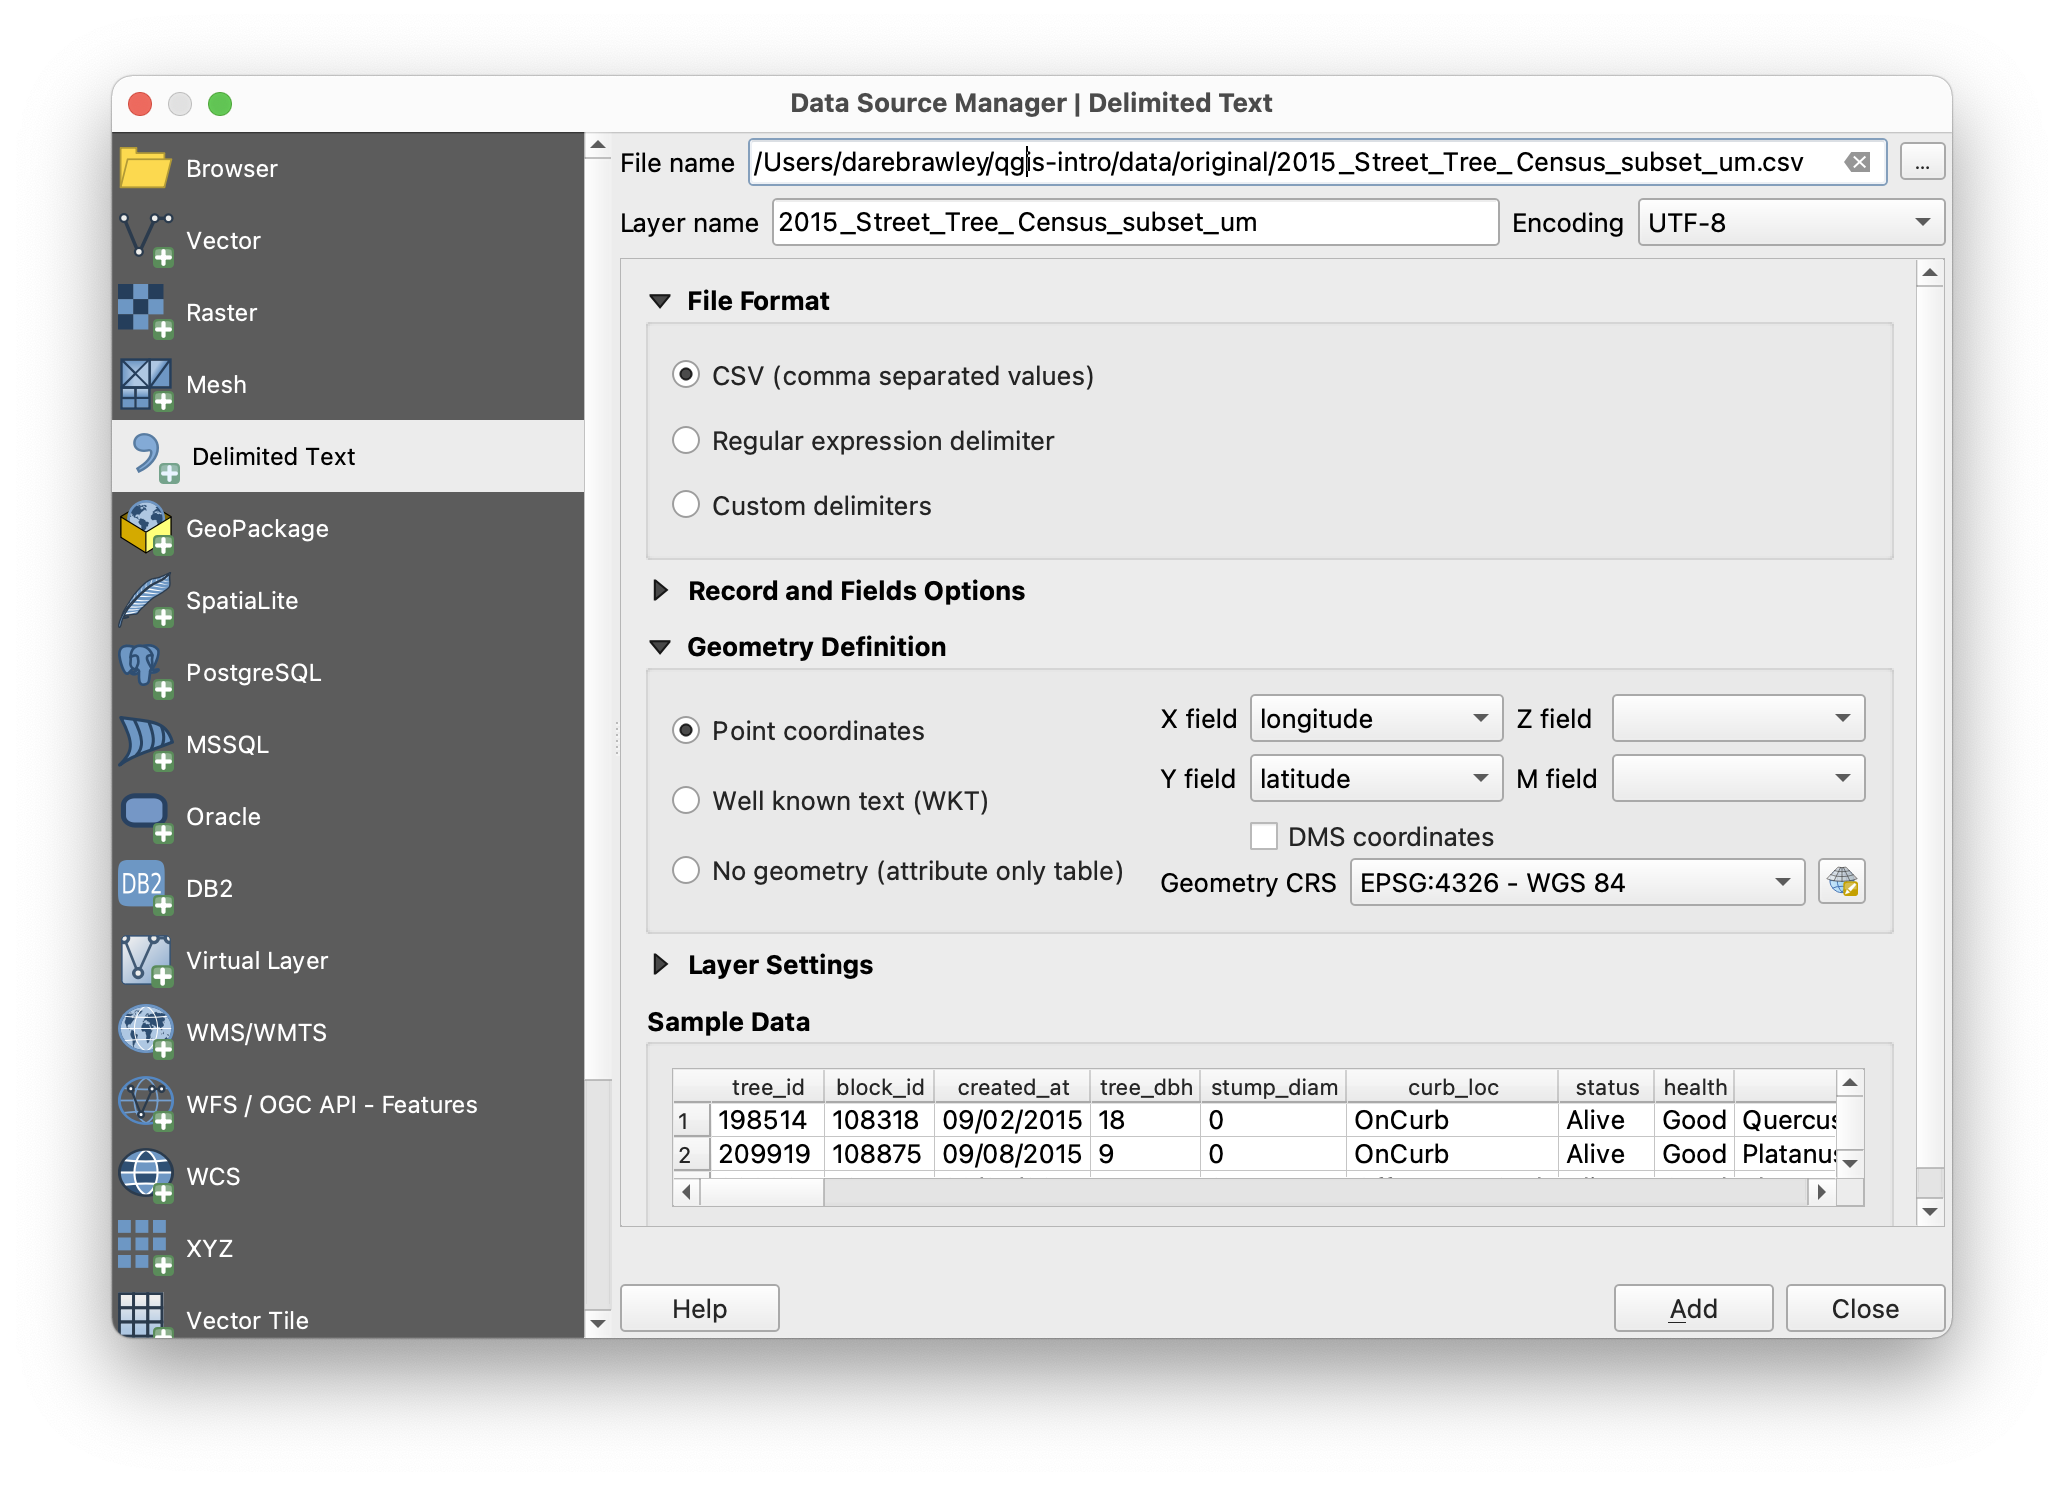 Data Source Manager | Delimited Text
Browser
Vector
Raster
Mesh
Delimited Text
GeoPackage
SpatiaLite
PostgreSQL
MSSQL
Oracle
DB2
DB2
Virtual Layer
WMS/WMTS
WFS / OGC API - Features
WCS
XYZ
Vector Tile
File name /Users/darebrawley/qgis-intro/data/original/2015_Street_Tree_Census_subset_um.csv ...
Layer name 2015_Street_Tree_Census_subset_um Encoding UTF-8
File Format
CSV (comma separated values)
Regular expression delimiter
Custom delimiters
Record and Fields Options
Geometry Definition
Point coordinates
Well known text (WKT)
No geometry (attribute only table)
X field longitude Z field
Y field latitude M field
DMS coordinates
Geometry CRS EPSG:4326 - WGS 84
Layer Settings
Sample Data
tree_id block_id created_at tree_dbh stump_diam curb_loc status health
1 198514 108318 09/02/2015 18 0 OnCurb Alive Good Quercus
2 209919 108875 09/08/2015 9 0 OnCurb Alive Good Platanus
Help Add Close